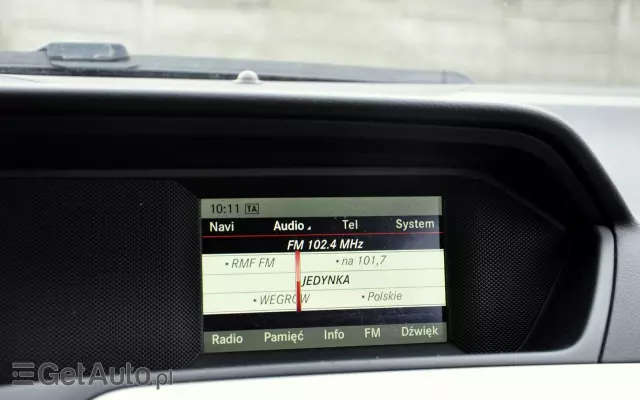 10:11 TA
Navi Audio Tel System
FM 102.4 MHz
• RMF FM • na 101,7
JEDYNKA
• WEGROW • Polskie
Radio Pamięć Info FM Dźwięk
GetAuto.pl